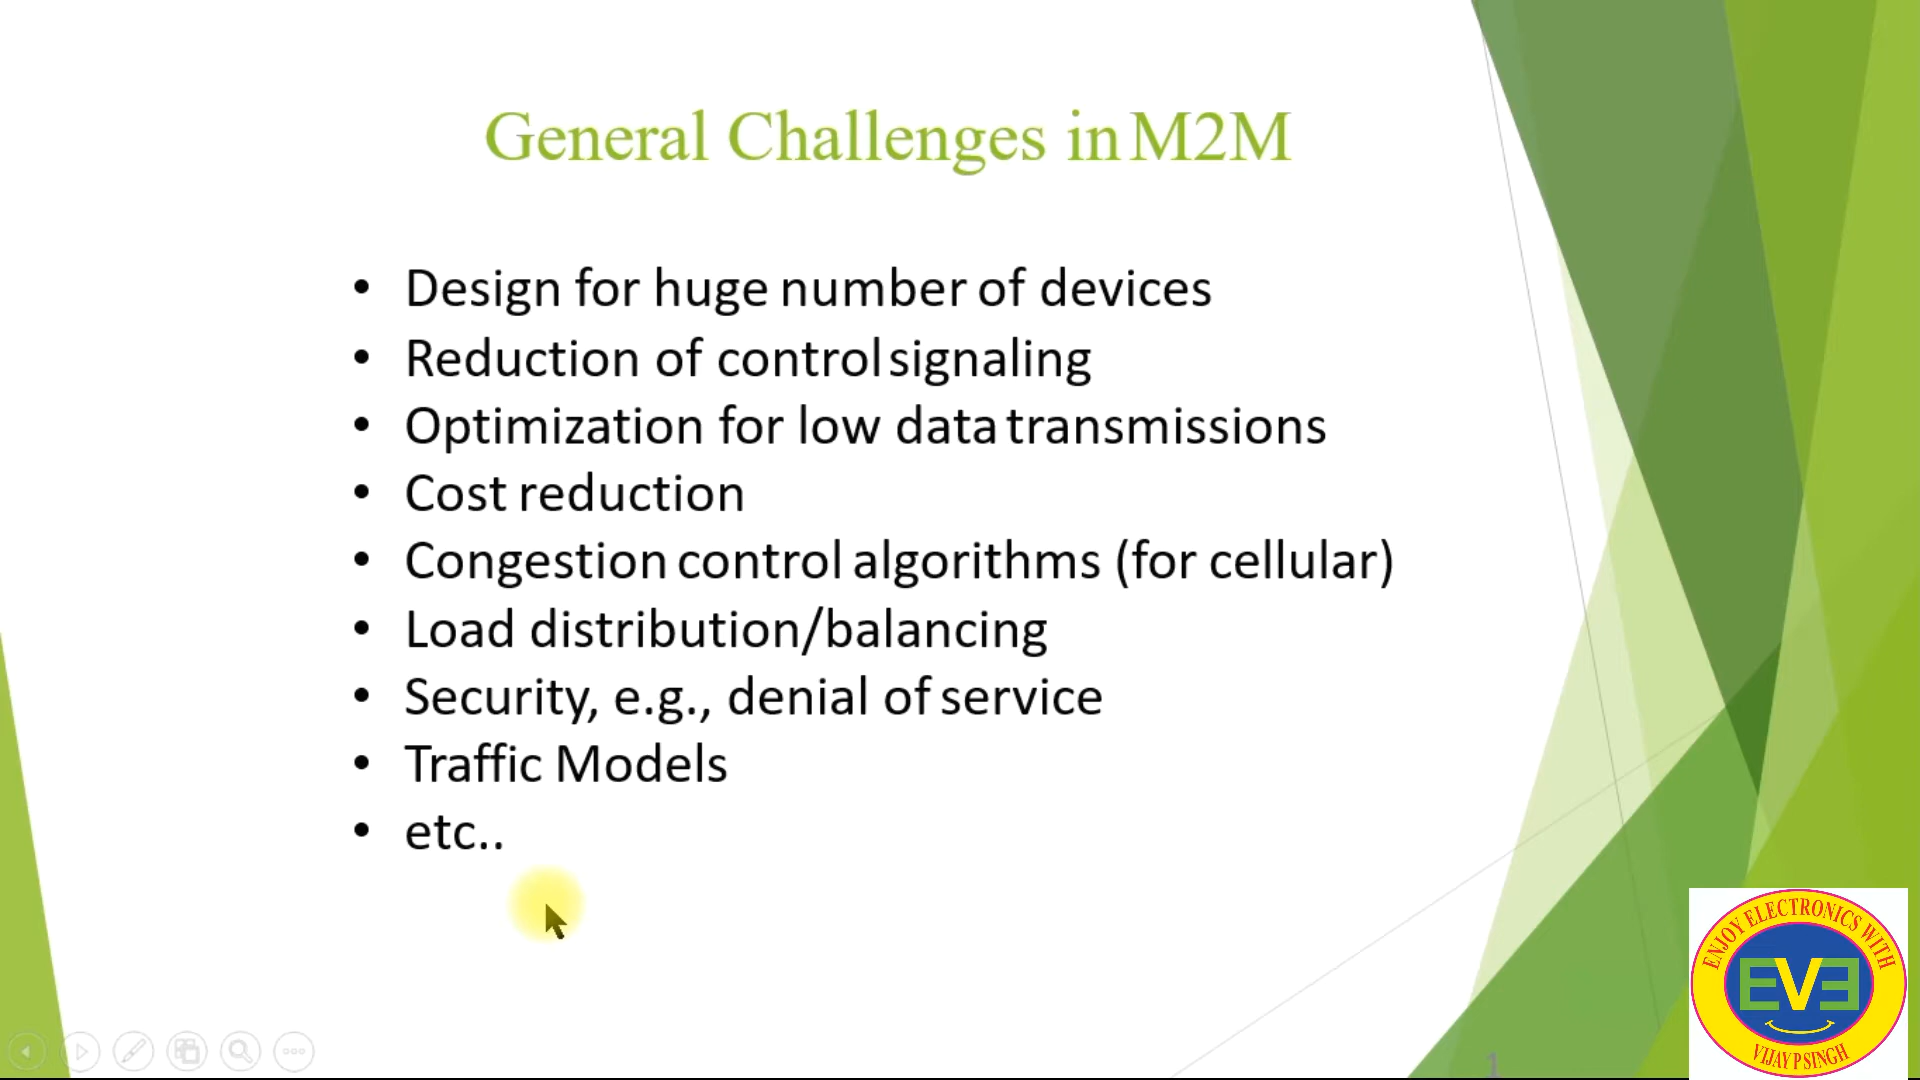 General Challenges in M2M
• Design for huge number of devices
• Reduction of control signaling
• Optimization for low data transmissions
• Cost reduction
• Congestion control algorithms (for cellular)
• Load distribution/balancing
• Security, e.g., denial of service
• Traffic Models
• etc..
1
ENJOY ELECTRONICS WITH
EVE
VIJAY P SINGH